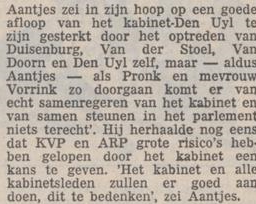 Aantjes zei in zijn hoop op een goede
afloop van het kabinet-Den Uyl te
zijn gesterkt door het optreden van
Duisenburg, Van der Stoel, Van
Doorn en Den Uyl zelf, maar — aldus
Aantjes — als Pronk en mevrouw
Vorrink zo doorgaan komt er van
echt samenregeren van het kabinet en
van samen steunen in het parlement
niets terecht'. Hij herhaalde nog eens
dat KVP en ARP grote risico's heb-
ben gelopen door het kabinet een
kans te geven. 'Het kabinet en alle
kabinetsleden zullen er goed aan
doen, dit te bedenken', zei Aantjes.